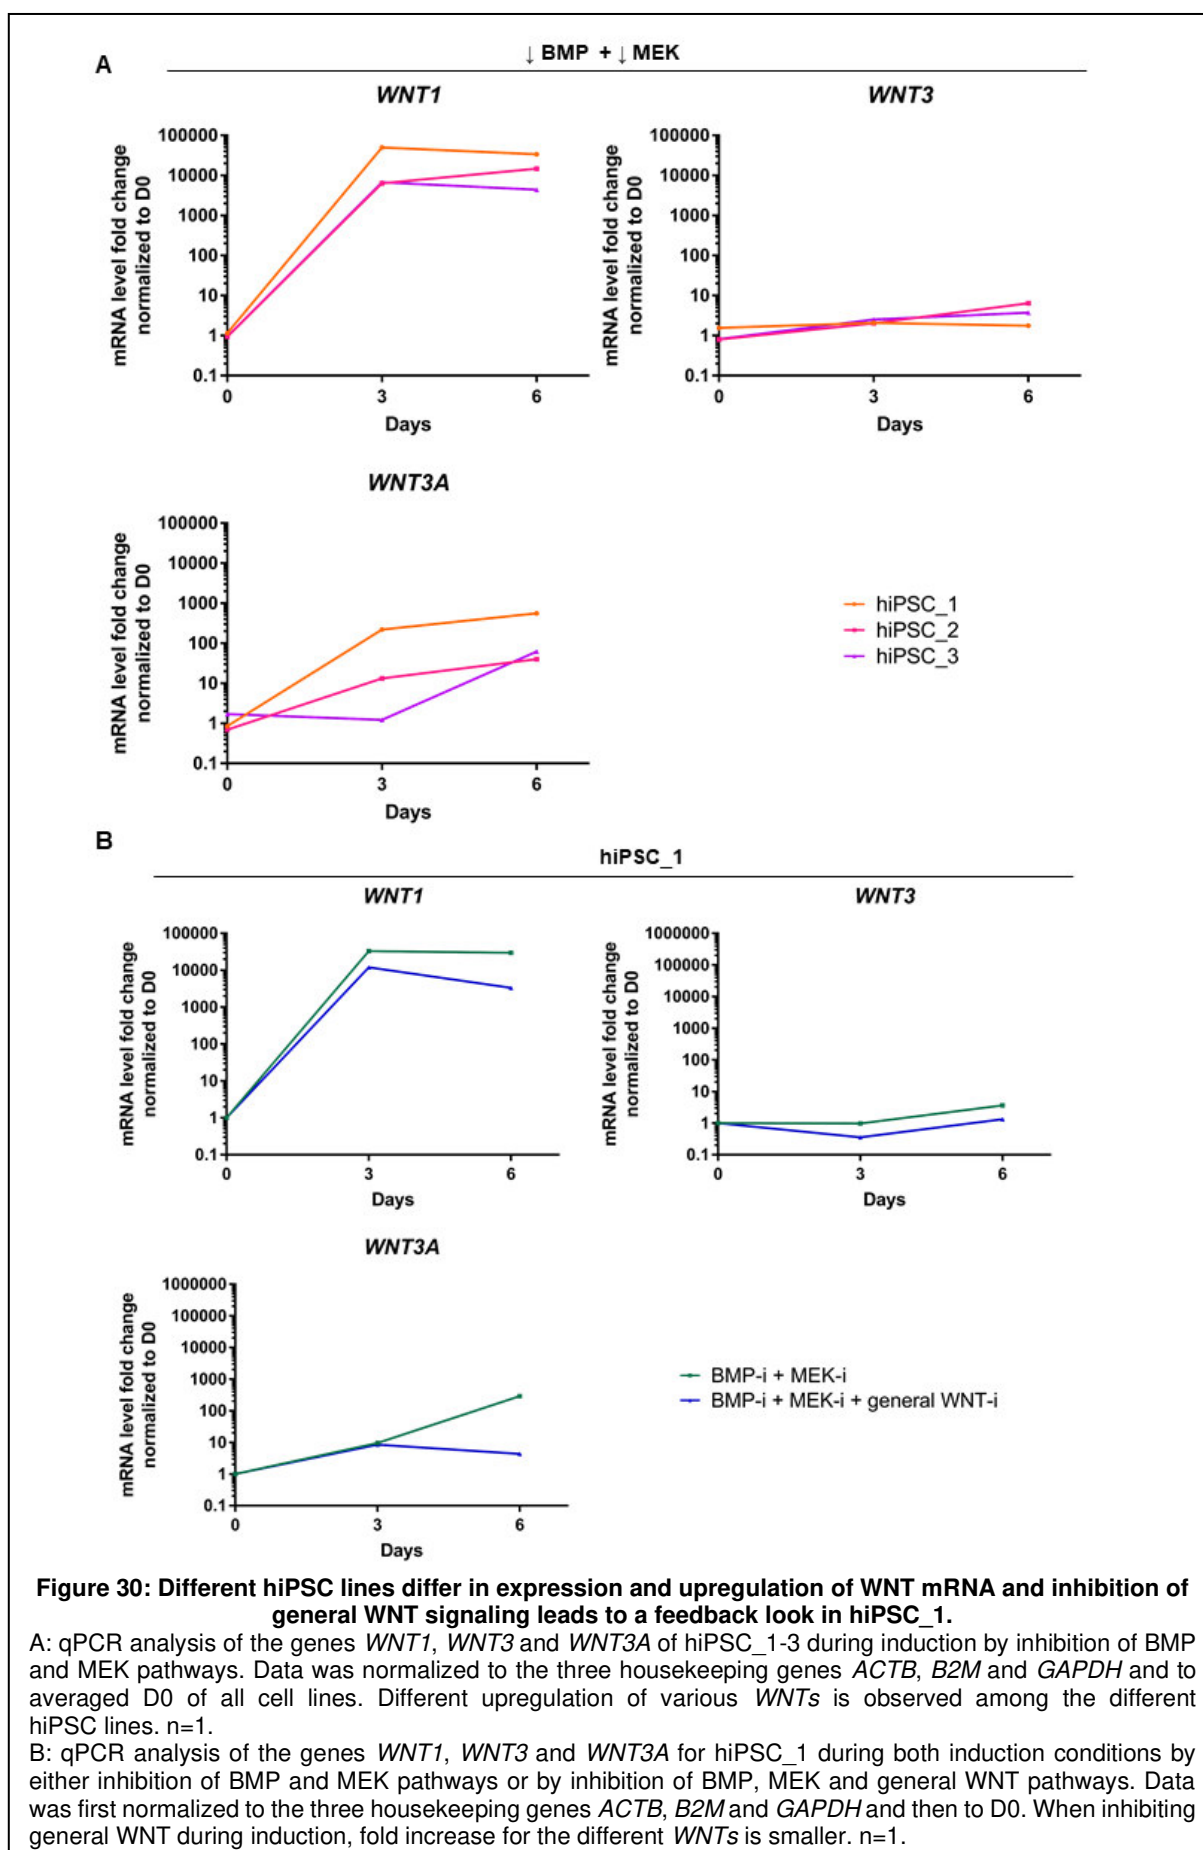 A
↓ BMP + ↓ MEK
WNT1
mRNA level fold change
normalized to D0
100000
10000
1000
100
10
1
0.1
0 3 6
Days
WNT3
mRNA level fold change
normalized to D0
100000
10000
1000
100
10
1
0.1
0 3 6
Days
WNT3A
mRNA level fold change
normalized to D0
100000
10000
1000
100
10
1
0.1
0 3 6
Days
hiPSC_1
hiPSC_2
hiPSC_3
B
hiPSC_1
WNT1
mRNA level fold change
normalized to D0
100000
10000
1000
100
10
1
0.1
0 3 6
Days
WNT3
mRNA level fold change
normalized to D0
1000000
100000
10000
1000
100
10
1
0.1
0 3 6
Days
WNT3A
mRNA level fold change
normalized to D0
1000000
100000
10000
1000
100
10
1
0.1
0 3 6
Days
BMP-i + MEK-i
BMP-i + MEK-i + general WNT-i
Figure 30: Different hiPSC lines differ in expression and upregulation of WNT mRNA and inhibition of
general WNT signaling leads to a feedback look in hiPSC_1.
A: qPCR analysis of the genes WNT1, WNT3 and WNT3A of hiPSC_1-3 during induction by inhibition of BMP
and MEK pathways. Data was normalized to the three housekeeping genes ACTB, B2M and GAPDH and to
averaged D0 of all cell lines. Different upregulation of various WNTs is observed among the different
hiPSC lines. n=1.
B: qPCR analysis of the genes WNT1, WNT3 and WNT3A for hiPSC_1 during both induction conditions by
either inhibition of BMP and MEK pathways or by inhibition of BMP, MEK and general WNT pathways. Data
was first normalized to the three housekeeping genes ACTB, B2M and GAPDH and then to D0. When inhibiting
general WNT during induction, fold increase for the different WNTs is smaller. n=1.